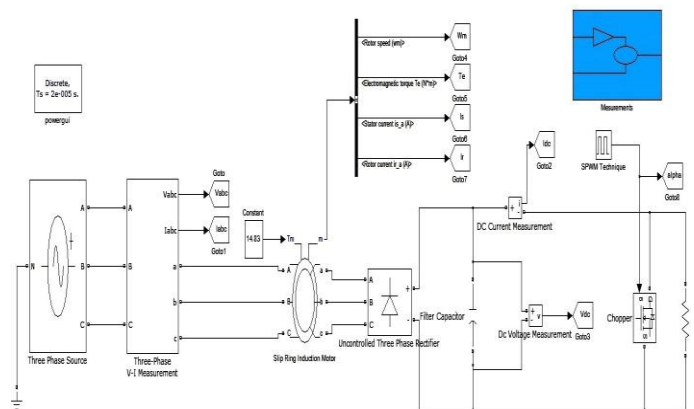 Discrete,
Ts = 2e-005 s.
powergui
<Rotor speed (wm)>
Wm
Goto4
<Electromagnetic torque Te (N*m)>
Te
Goto5
<Stator current is_a (A)>
Is
Goto6
<Rotor current ir_a (A)>
Ir
Goto7
Mesurements
Idc
Goto2
SPWM Technique
alpha
Goto8
Goto
Vabc
Iabc
Goto1
Constant
14.83
N
A
B
C
Three Phase Source
A
B
C
Vabc
Iabc
a
b
c
Three-Phase
V-I Measurement
Tm
m
A
B
C
a
b
c
Slip Ring Induction Motor
A
B
C
+
-
Uncontrolled Three Phase Rectifier
+
-
i
DC Current Measurement
Filter Capacitor
+
-
v
Dc Voltage Measurement
Vdc
Goto3
Chopper
g
D
S